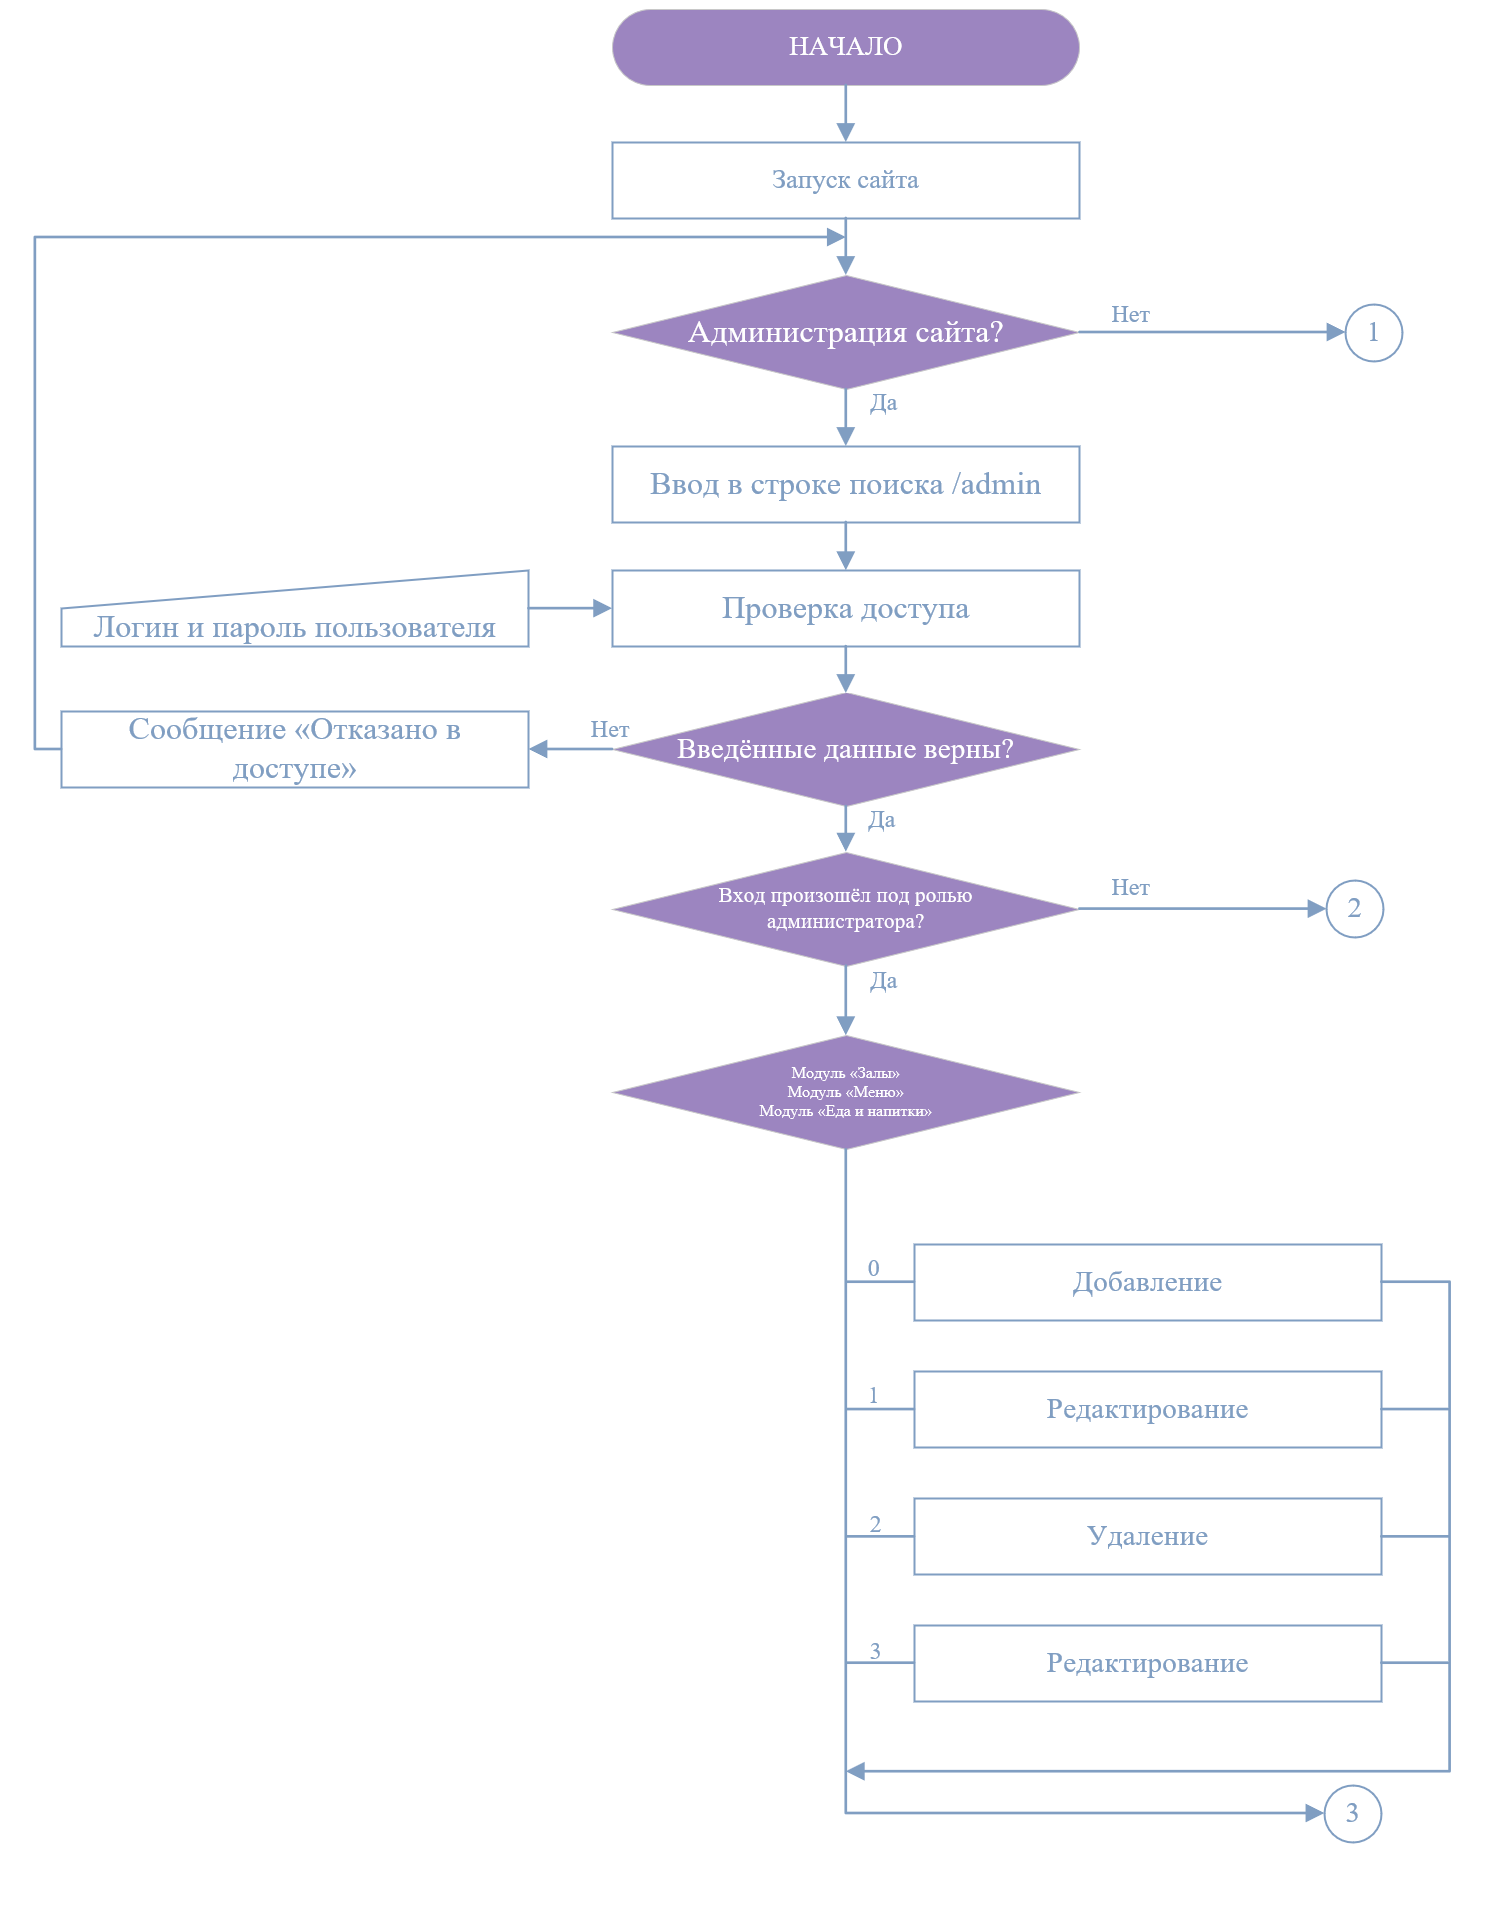 НАЧАЛО
Запуск сайта
Администрация сайта?
Нет
1
Да
Ввод в строке поиска /admin
Логин и пароль пользователя
Проверка доступа
Сообщение «Отказано в
доступе»
Нет
Введённые данные верны?
Да
Вход произошёл под ролью
администратора?
Нет
2
Да
Модуль «Залы»
Модуль «Меню»
Модуль «Еда и напитки»
0
Добавление
1
Редактирование
2
Удаление
3
Редактирование
3